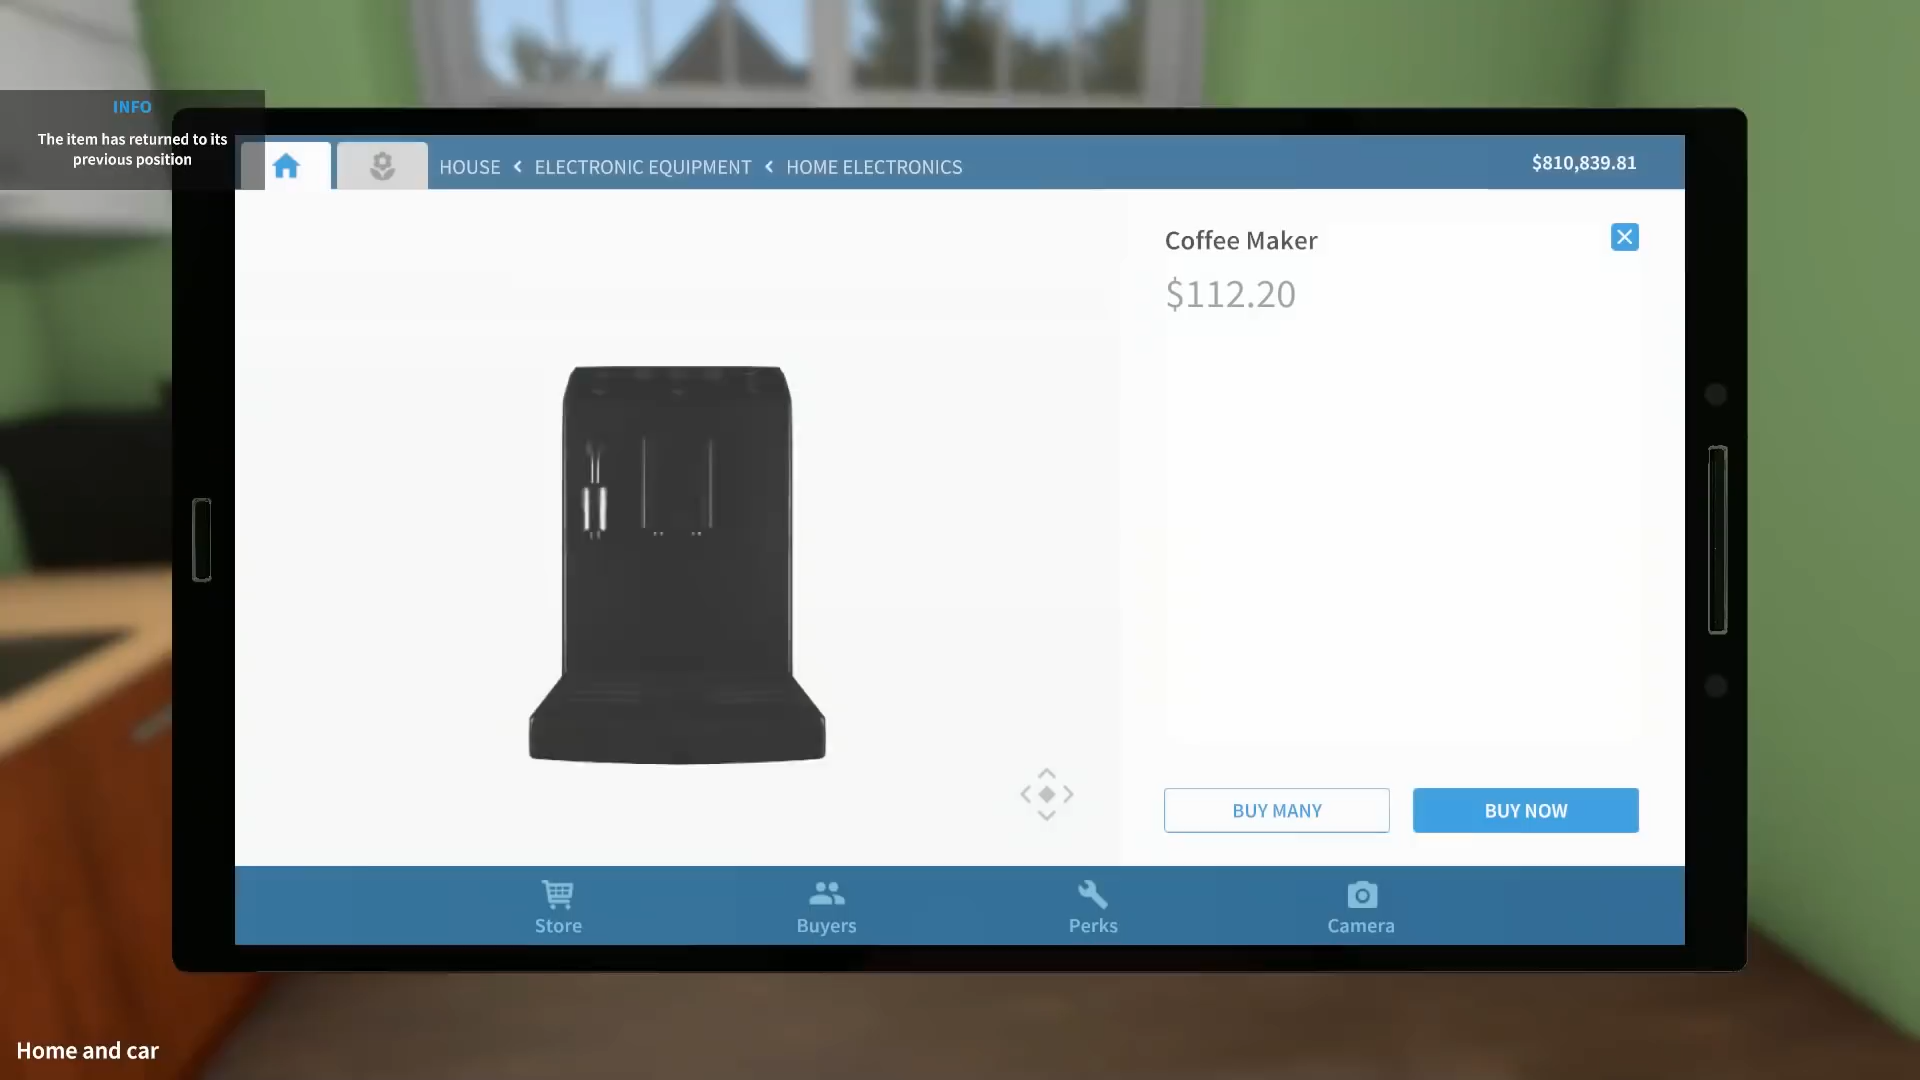 INFO
The item has returned to its
previous position
HOUSE < ELECTRONIC EQUIPMENT < HOME ELECTRONICS
$810,839.81
Coffee Maker
$112.20
BUY MANY
BUY NOW
Store
Buyers
Perks
Camera
Home and car